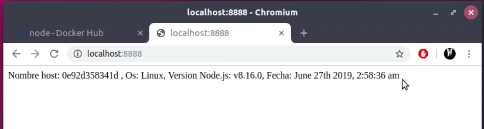 localhost:8888 - Chromium
node - Docker Hub
localhost:8888
localhost:8888
Nombre host: 0e92d358341d , Os: Linux, Version Node.js: v8.16.0, Fecha: June 27th 2019, 2:58:36 am